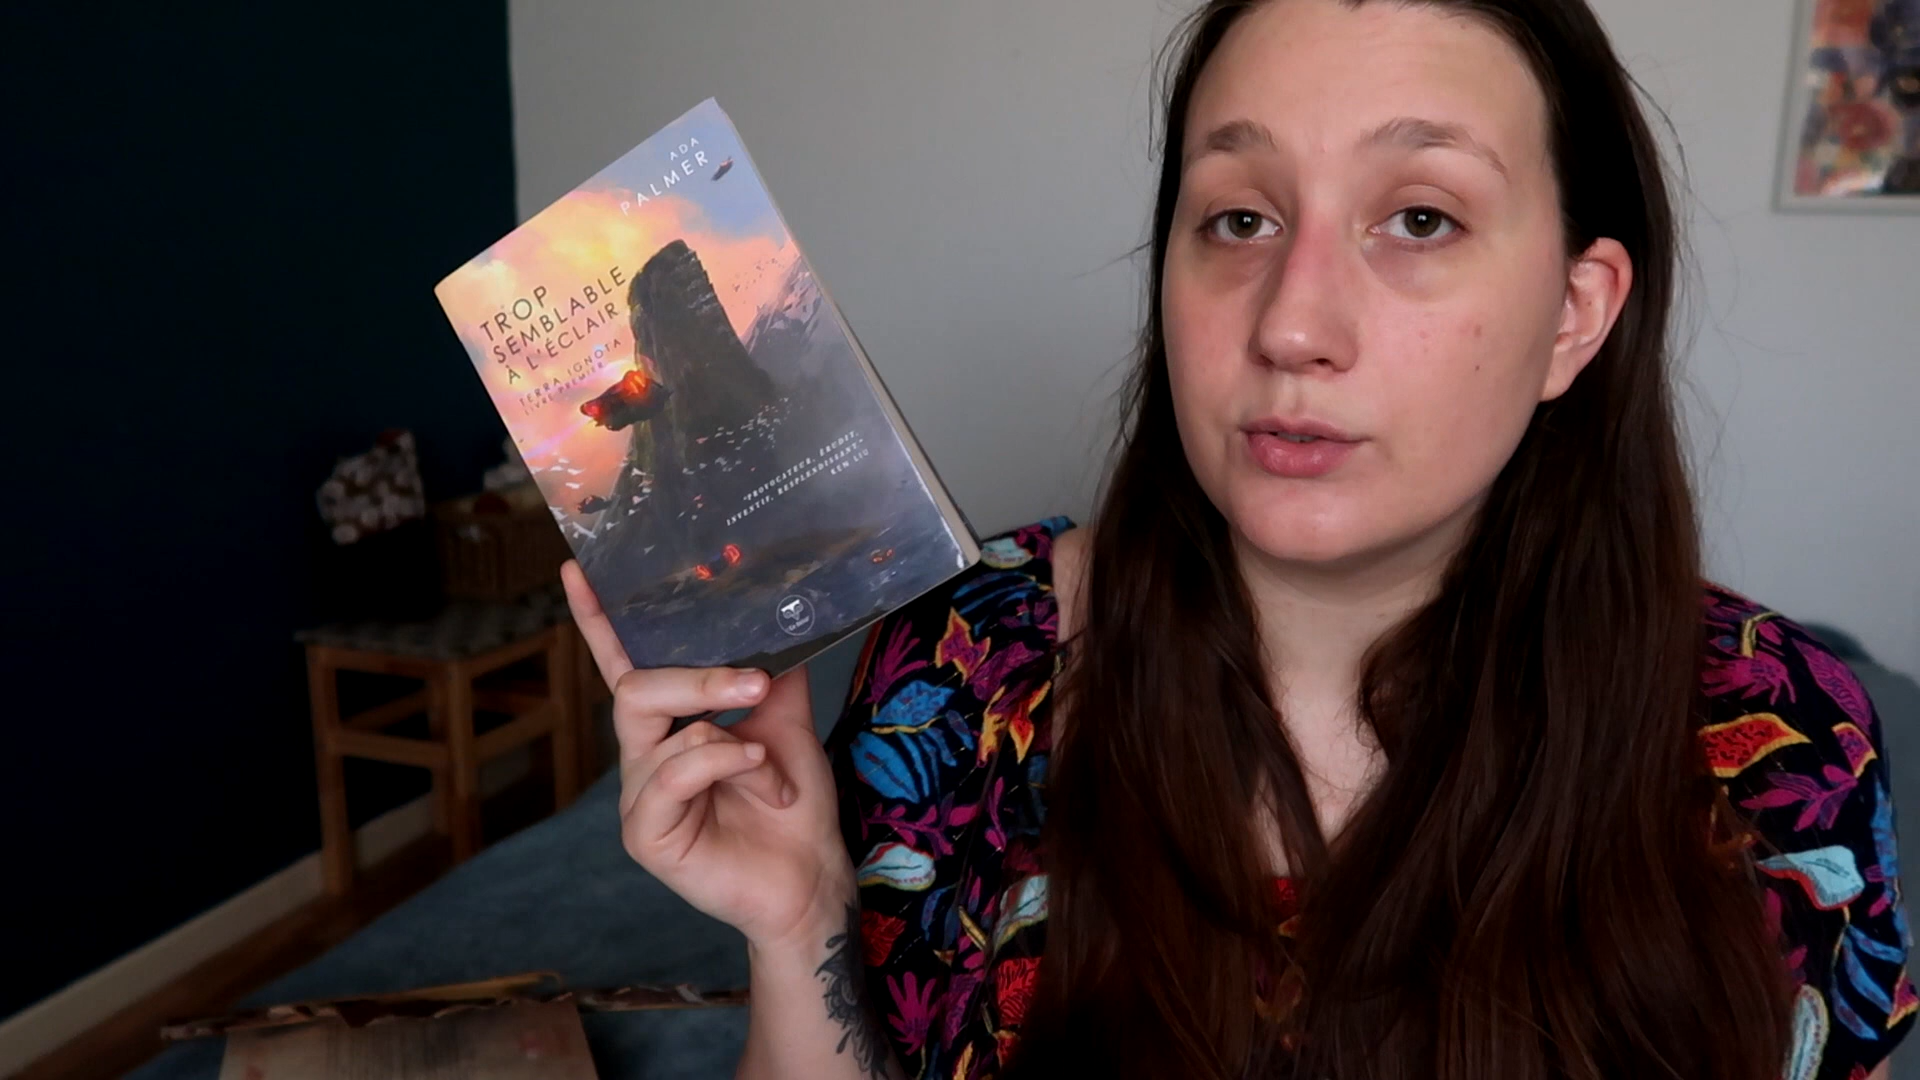 ADA
PALMER
TROP
SEMBLABLE
À L'ÉCLAIR
TERRA IGNOTA
LIVRE PREMIER
«PROVOCATEUR, ÉRUDIT,
INVENTIF, RESPLENDISSANT.»
KEN LIU